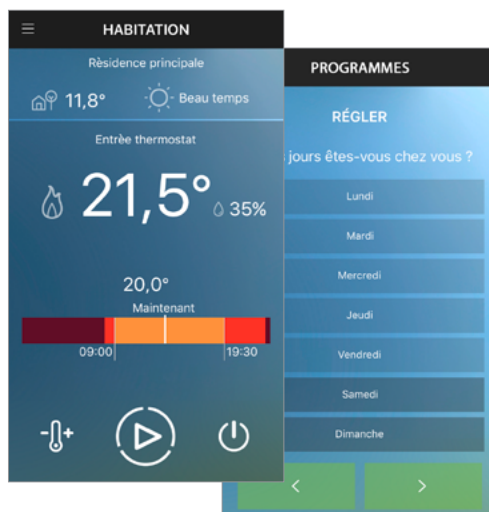 HABITATION
Rèsidence principale
11,8°
Beau temps
Entrèe thermostat
21,5°
35%
20,0°
Maintenant
09:00
19:30
-
+
PROGRAMMES
RÉGLER
jours êtes-vous chez vous ?
Lundi
Mardi
Mercredi
Jeudi
Vendredi
Samedi
Dimanche
<
>